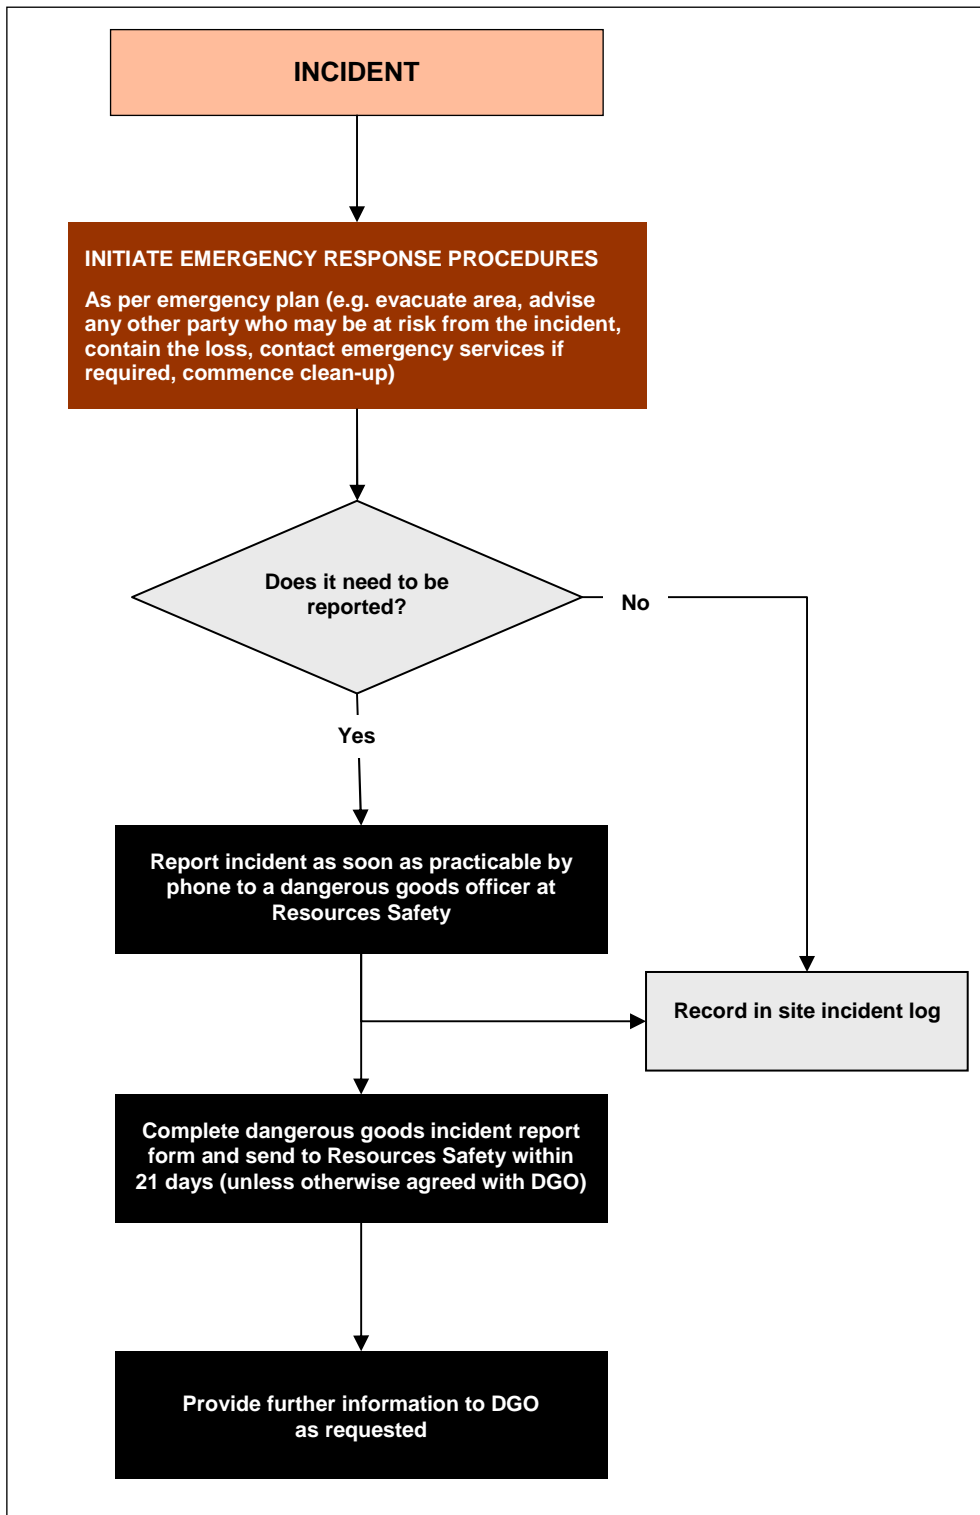 INCIDENT
INITIATE EMERGENCY RESPONSE PROCEDURES
As per emergency plan (e.g. evacuate area, advise
any other party who may be at risk from the incident,
contain the loss, contact emergency services if
required, commence clean-up)
Does it need to be
reported?
No
Yes
Report incident as soon as practicable by
phone to a dangerous goods officer at
Resources Safety
Record in site incident log
Complete dangerous goods incident report
form and send to Resources Safety within
21 days (unless otherwise agreed with DGO)
Provide further information to DGO
as requested